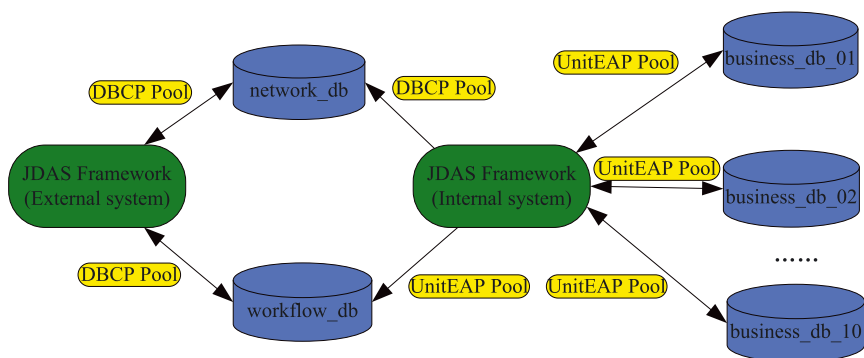 UnitEAP Pool
business_db_01
DBCP Pool
network_db
DBCP Pool
JDAS Framework
(External system)
JDAS Framework
(Internal system)
UnitEAP Pool
business_db_02
......
DBCP Pool
workflow_db
UnitEAP Pool
UnitEAP Pool
business_db_10